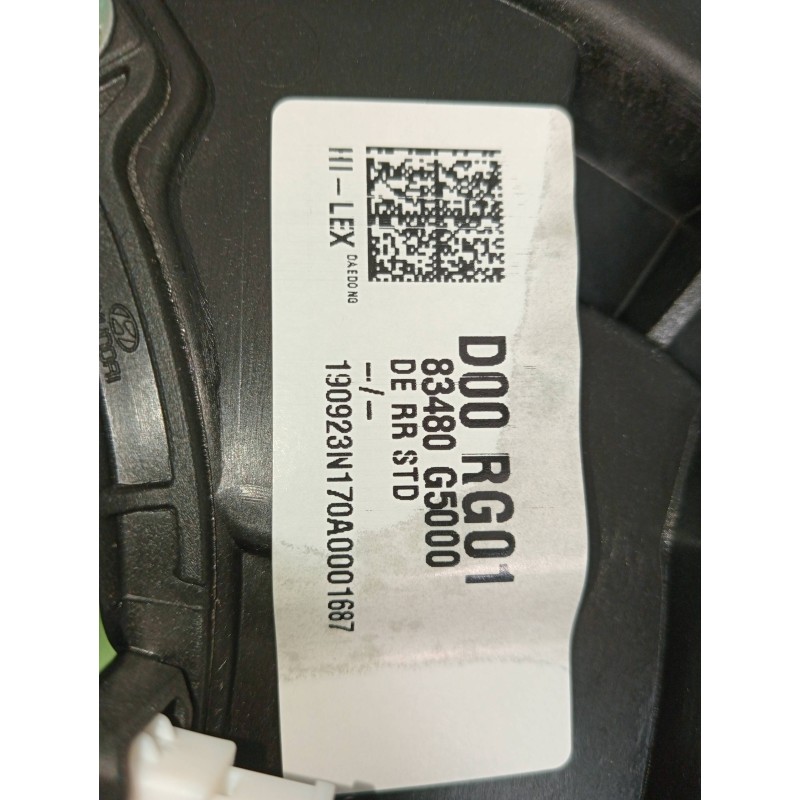 D00 RG01
83480 G5000
DE RR STD
-·/-
190923N170A0001687
HI-LEX
DAEDONG